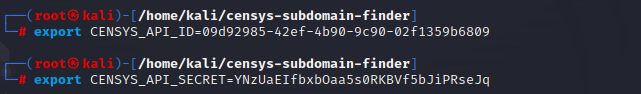 ┌──(root㉿kali)-[/home/kali/censys-subdomain-finder]
└─# export CENSYS_API_ID=09d92985-42ef-4b90-9c90-02f1359b6809
┌──(root㉿kali)-[/home/kali/censys-subdomain-finder]
└─# export CENSYS_API_SECRET=YNzUaEIfbxbOaa5s0RKBVf5bJiPRseJq